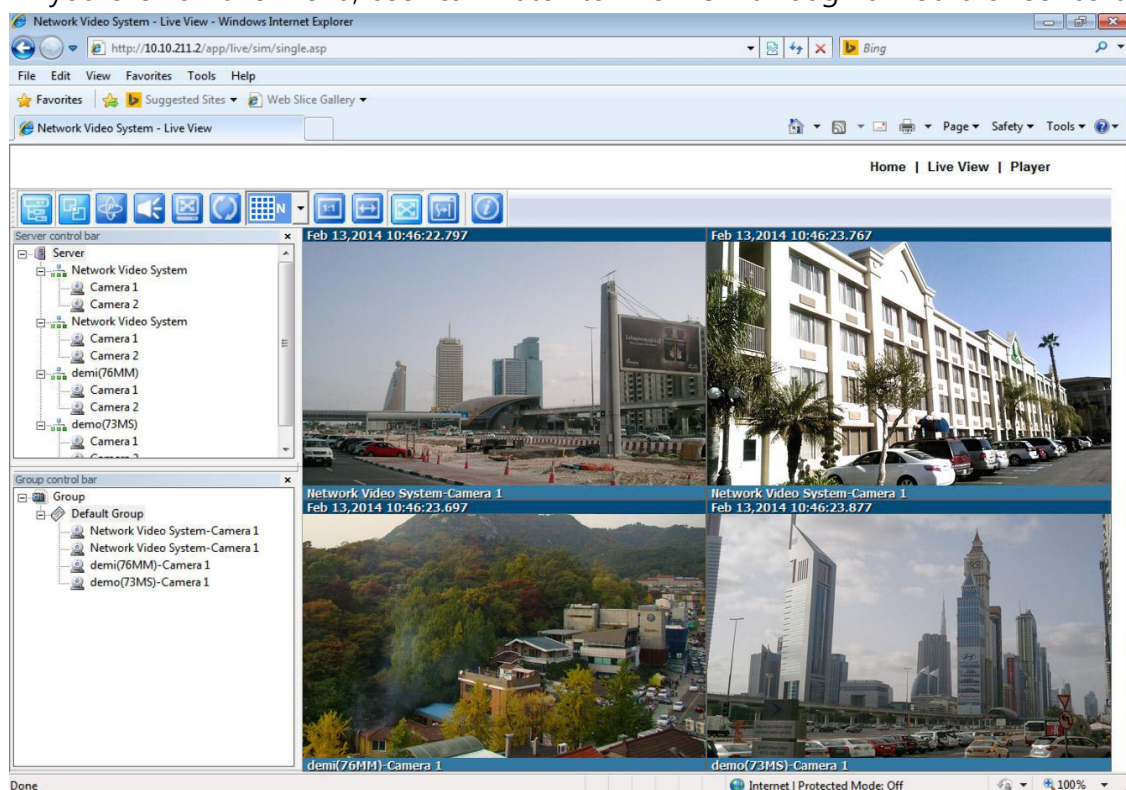 Network Video System - Live View - Windows Internet Explorer
http://10.10.211.2/app/live/sim/single.asp
Bing
File Edit View Favorites Tools Help
Favorites Suggested Sites Web Slice Gallery
Network Video System - Live View
Page Safety Tools
Home | Live View | Player
N
1:1
Server control bar
Server
Network Video System
Camera 1
Camera 2
Network Video System
Camera 1
Camera 2
demi(76MM)
Camera 1
Camera 2
demo(73MS)
Camera 1
Camera 2
Group control bar
Group
Default Group
Network Video System-Camera 1
Network Video System-Camera 1
demi(76MM)-Camera 1
demo(73MS)-Camera 1
Feb 13,2014 10:46:22.797
Network Video System-Camera 1
Feb 13,2014 10:46:23.767
Network Video System-Camera 1
Feb 13,2014 10:46:23.697
demi(76MM)-Camera 1
Feb 13,2014 10:46:23.877
demo(73MS)-Camera 1
Done
Internet | Protected Mode: Off
100%